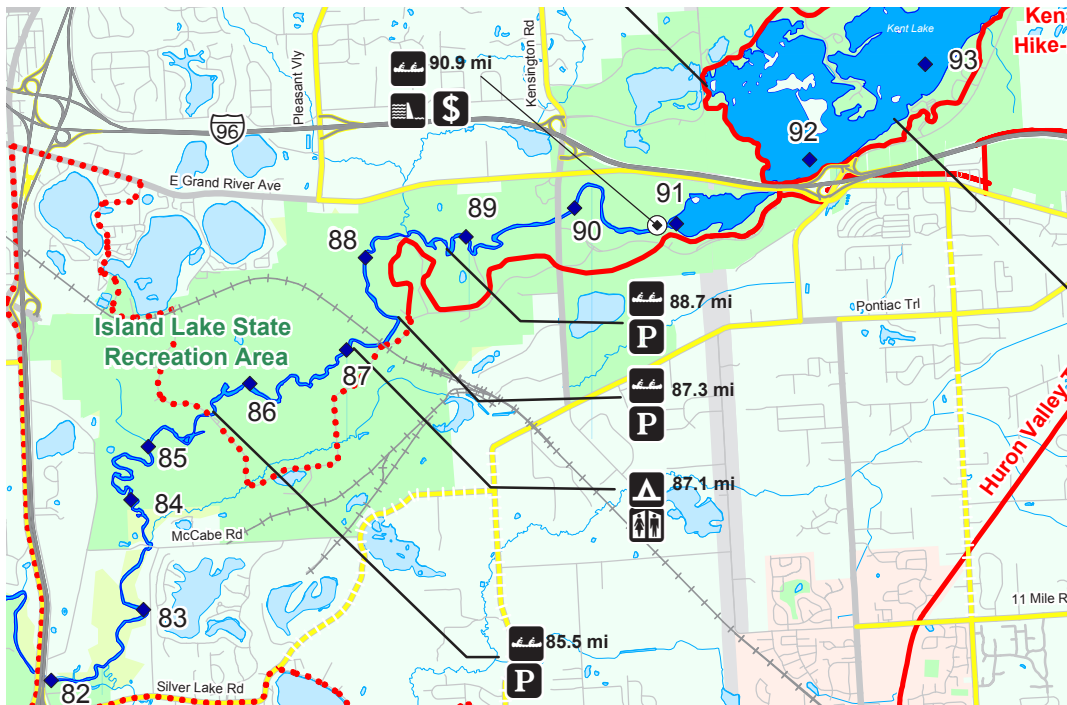 Kent Lake
Ken
Hike-
93
92
90.9 mi
$
96
Pleasant Vly
Kensington Rd
E Grand River Ave
91
90
89
88
88.7 mi
P
Pontiac Trl
Island Lake State
Recreation Area
87.3 mi
P
87
86
85
84
87.1 mi
McCabe Rd
Huron Valley T
83
11 Mile R
85.5 mi
P
82
Silver Lake Rd